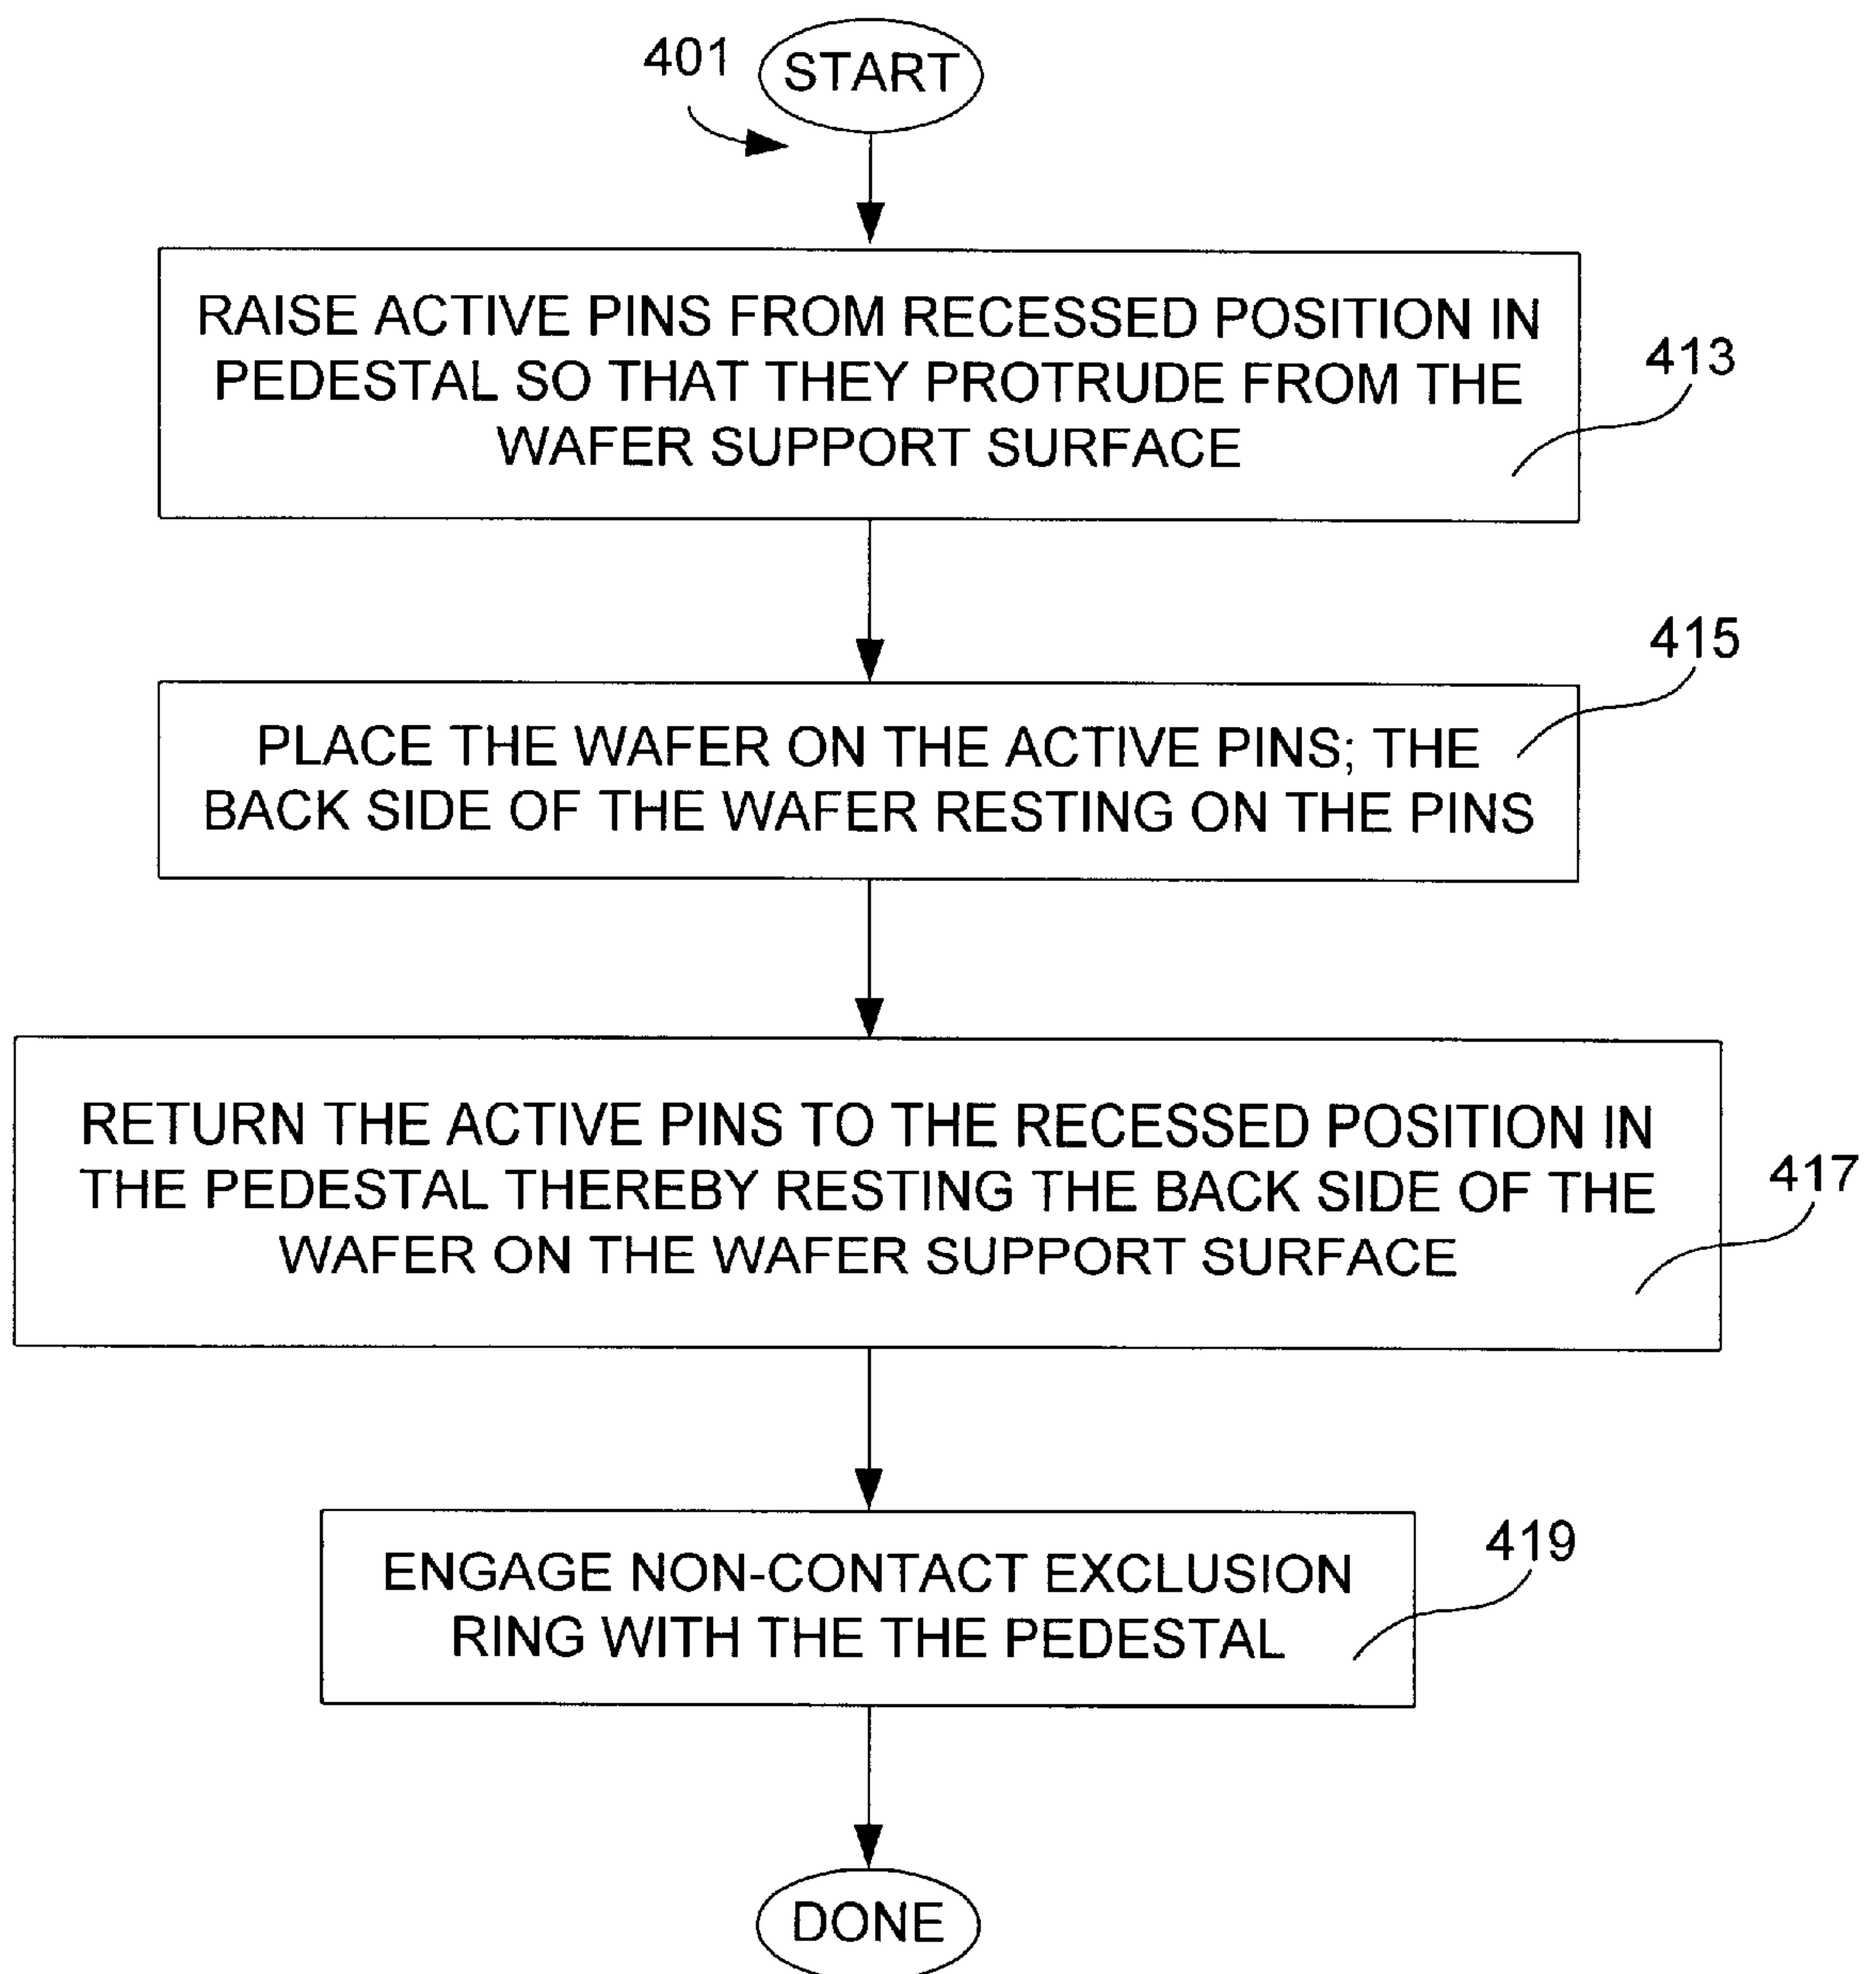 401
START
RAISE ACTIVE PINS FROM RECESSED POSITION IN
PEDESTAL SO THAT THEY PROTRUDE FROM THE
WAFER SUPPORT SURFACE
413
415
PLACE THE WAFER ON THE ACTIVE PINS; THE
BACK SIDE OF THE WAFER RESTING ON THE PINS
RETURN THE ACTIVE PINS TO THE RECESSED POSITION IN
THE PEDESTAL THEREBY RESTING THE BACK SIDE OF THE
WAFER ON THE WAFER SUPPORT SURFACE
417
419
ENGAGE NON-CONTACT EXCLUSION
RING WITH THE THE PEDESTAL
DONE